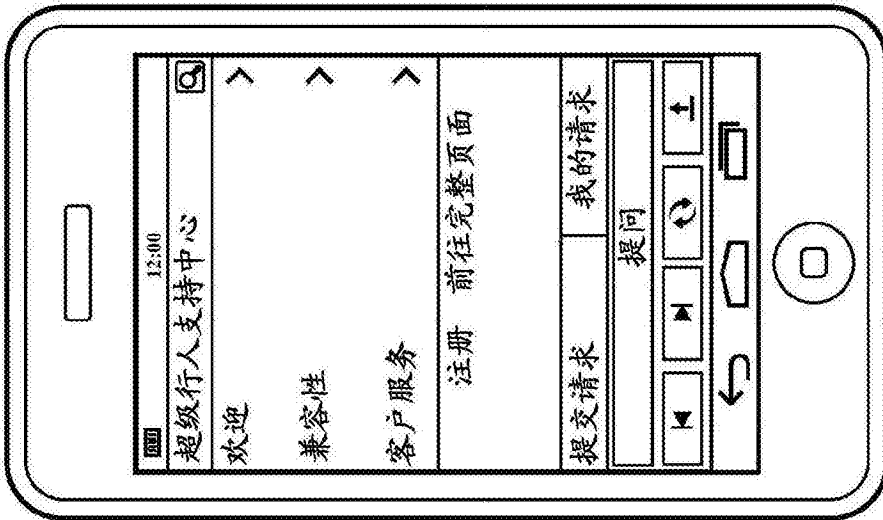 12:00
超级行人支持中心
欢迎
兼容性
客户服务
注册 前往完整页面
提交请求 我的请求
提问